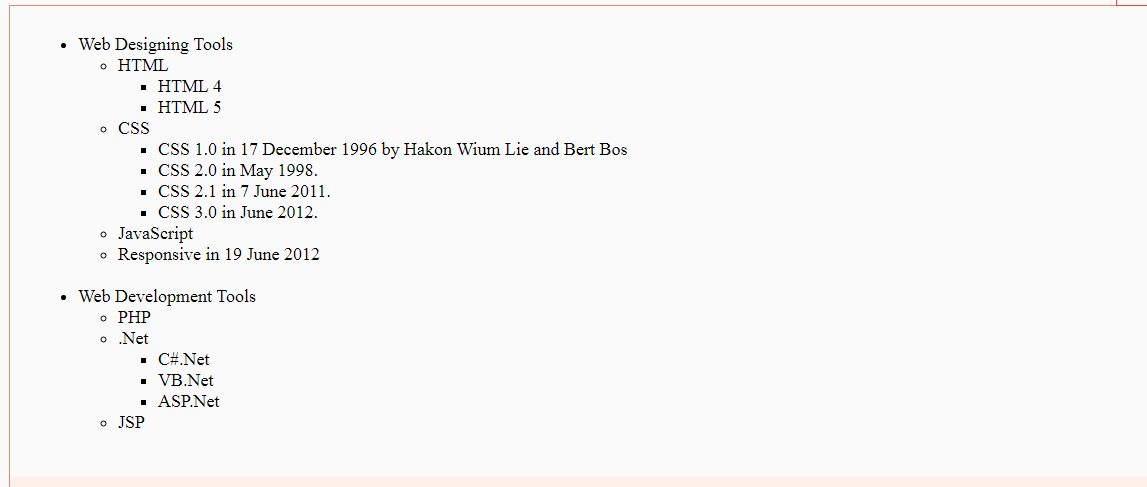 Web Designing Tools
HTML
HTML 4
HTML 5
CSS
CSS 1.0 in 17 December 1996 by Hakon Wium Lie and Bert Bos
CSS 2.0 in May 1998.
CSS 2.1 in 7 June 2011.
CSS 3.0 in June 2012.
JavaScript
Responsive in 19 June 2012
Web Development Tools
PHP
.Net
C#.Net
VB.Net
ASP.Net
JSP